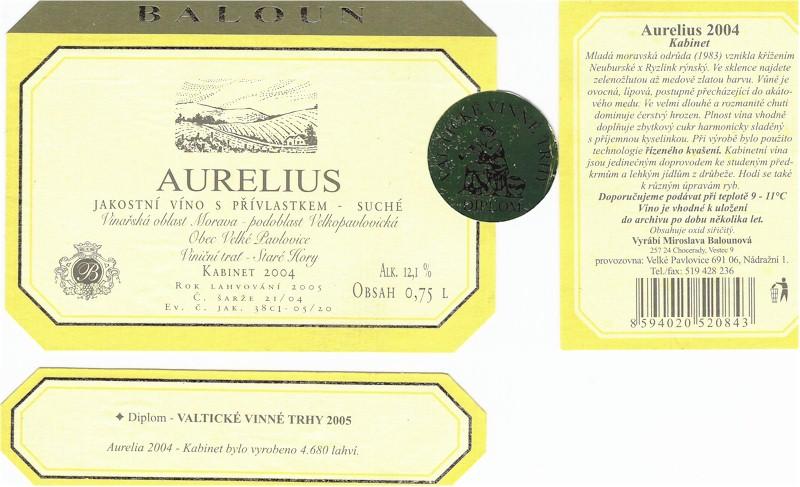 BALOUN
AURELIUS
JAKOSTNÍ VÍNO S PŘÍVLASTKEM - SUCHÉ
Vinařská oblast Morava - podoblast Velkopavlovická
Obec Velké Pavlovice
Viniční trať - Staré Hory
KABINET 2004
ROK LAHVOVÁNÍ 2005
Č. ŠARŽE 21/04
EV. Č. JAK. 38C1-05/20
ALK. 12,1 %
OBSAH 0,75 L
B
VALTICKÉ VINNÉ TRHY
DIPLOM
Aurelius 2004
Kabinet
Mladá moravská odrůda (1983) vznikla křížením
Neuburské x Ryzlink rýnský. Ve sklence najdete
zelenožlutou až medově zlatou barvu. Vůně je
ovocná, lipová, postupně přecházející do akáto-
vého medu. Ve velmi dlouhé a rozmanité chuti
dominuje čerstvý hrozen. Plnost vína vhodně
doplňuje zbytkový cukr harmonicky sladěný
s příjemnou kyselinkou. Při výrobě bylo použito
technologie řízeného kvašení. Kabinetní vína
jsou jedinečným doprovodem ke studeným před-
krmům a lehkým jídlům z drůbeže. Hodí se také
k různým úpravám ryb.
Doporučujeme podávat při teplotě 9 - 11°C
Víno je vhodné k uložení
do archivu po dobu několika let.
Obsahuje oxid siřičitý.
Vyrábí Miroslava Balounová
257 24 Chocerady, Vestec 9
provozovna: Velké Pavlovice 691 06, Nádražní 1.
Tel./fax: 519 428 236
8 594020 520843
Diplom - VALTICKÉ VINNÉ TRHY 2005
Aurelia 2004 - Kabinet bylo vyrobeno 4.680 lahví.